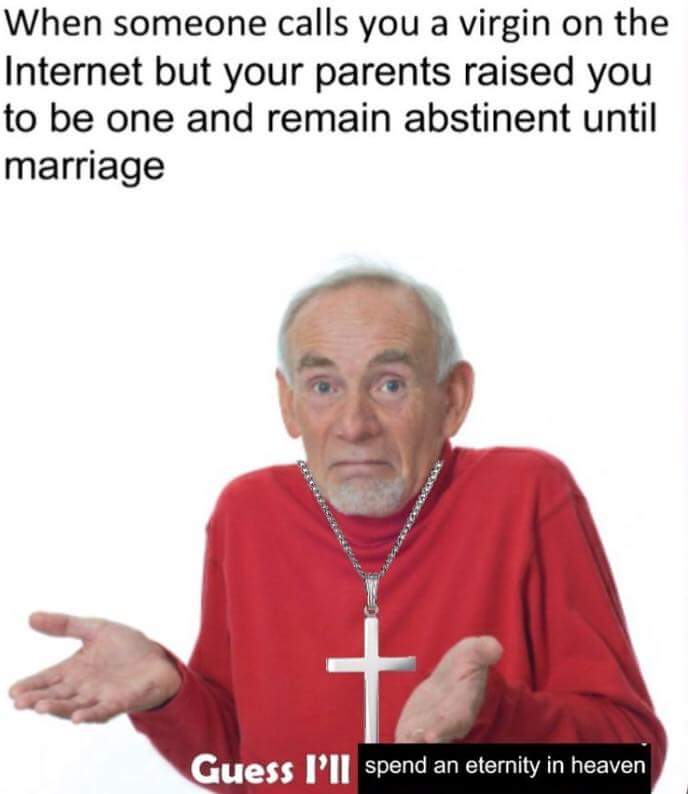 When someone calls you a virgin on the
Internet but your parents raised you
to be one and remain abstinent until
marriage
Guess I'll spend an eternity in heaven